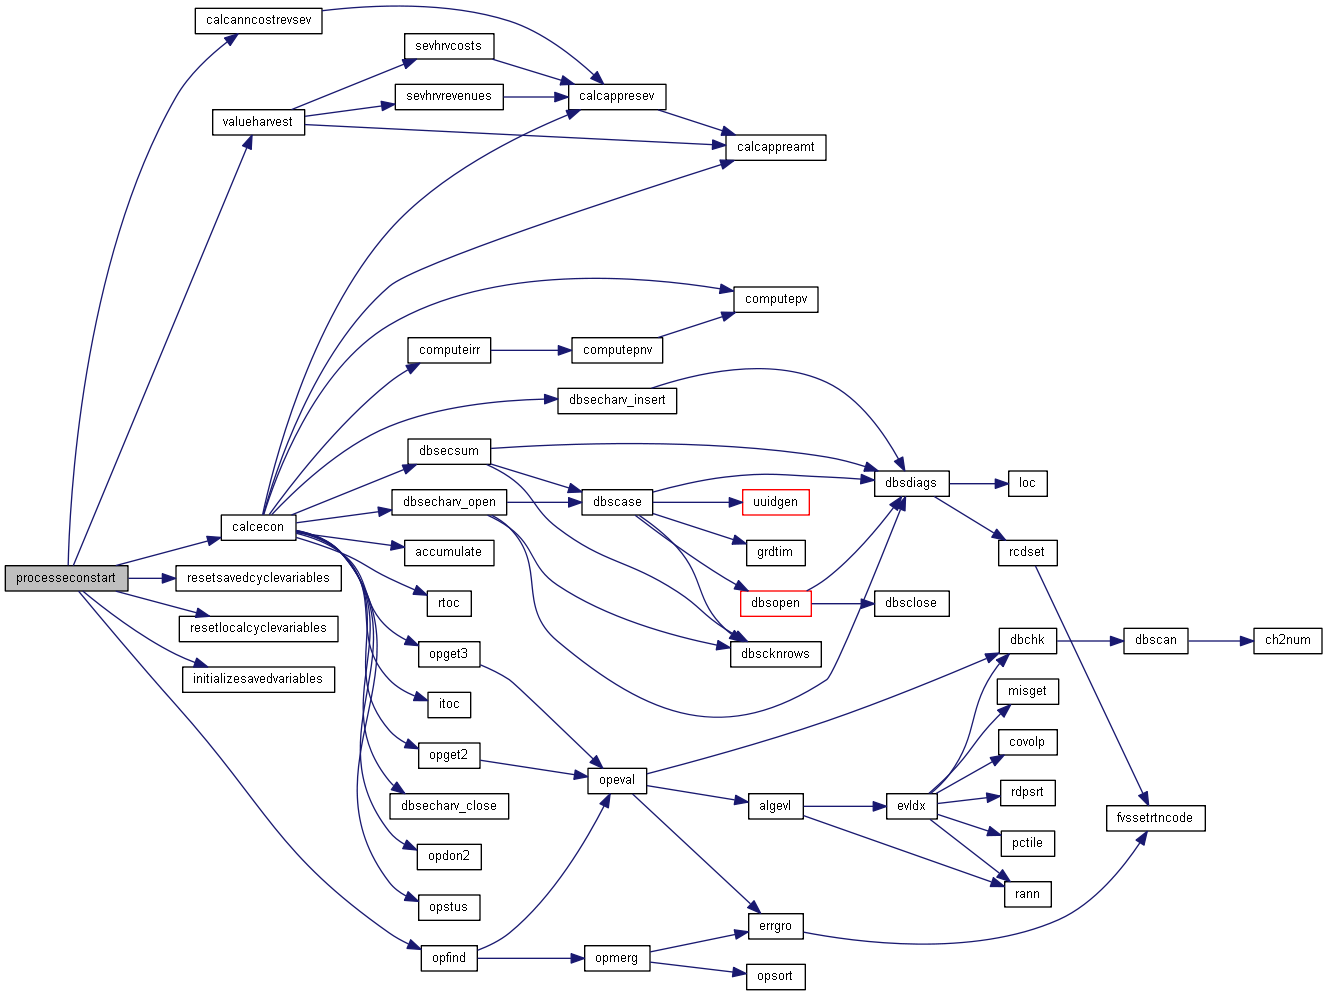 calcanncostrevsev
sevhrvcosts
sevhrvrevenues
calcappresev
valueharvest
calcappreamt
computepv
computeirr
computepnv
dbsecharv_insert
dbsecsum
dbsdiags
loc
dbsecharv_open
dbscase
uuidgen
calcecon
accumulate
grdtim
rcdset
processeconstart
resetsavedcyclevariables
rtoc
dbsopen
dbsclose
resetlocalcyclevariables
opget3
dbscknrows
dbchk
dbscan
ch2num
initializesavedvariables
itoc
misget
opget2
covolp
opeval
dbsecharv_close
algevl
evldx
rdpsrt
fvssetrtncode
opdon2
pctile
opstus
rann
errgro
opfind
opmerg
opsort